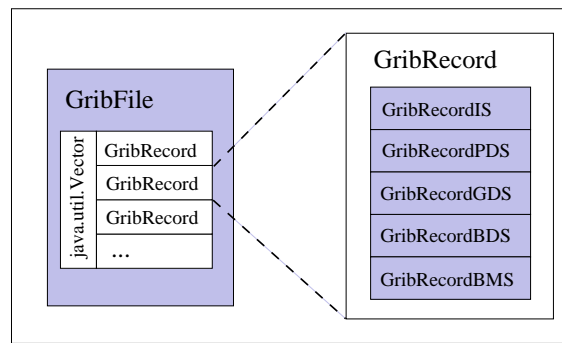 GribFile
java.util.Vector
GribRecord
GribRecord
GribRecord
...
GribRecord
GribRecordIS
GribRecordPDS
GribRecordGDS
GribRecordBDS
GribRecordBMS